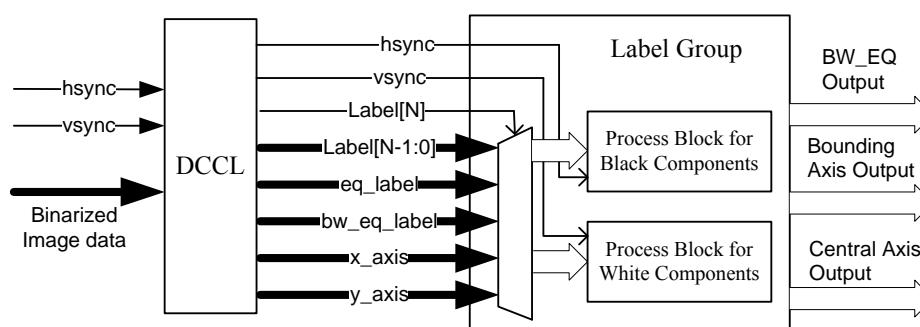 hsync
vsync
Binarized
Image data
DCCL
hsync
vsync
Label[N]
Label[N-1:0]
eq_label
bw_eq_label
x_axis
y_axis
Label Group
Process Block for
Black Components
Process Block for
White Components
BW_EQ
Output
Bounding
Axis Output
Central Axis
Output